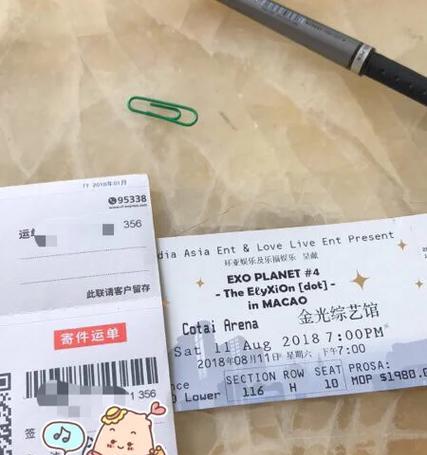 2018年01月
95338
运
356
此联请客户留存
寄件运单
356
签
dia Asia Ent & Love Live Ent Present
环亚娱乐及乐福娱乐 呈献
EXO PLANET #4
- The EℓyXiOn [dot] -
in MACAO
Cotai Arena 金光综艺馆
Sat 11 Aug 2018 7:00PM
2018年08月11日 星期六 下午7:00
SECTION ROW SEAT PROSA:
Lower 116 H 10 MOP $1980.0